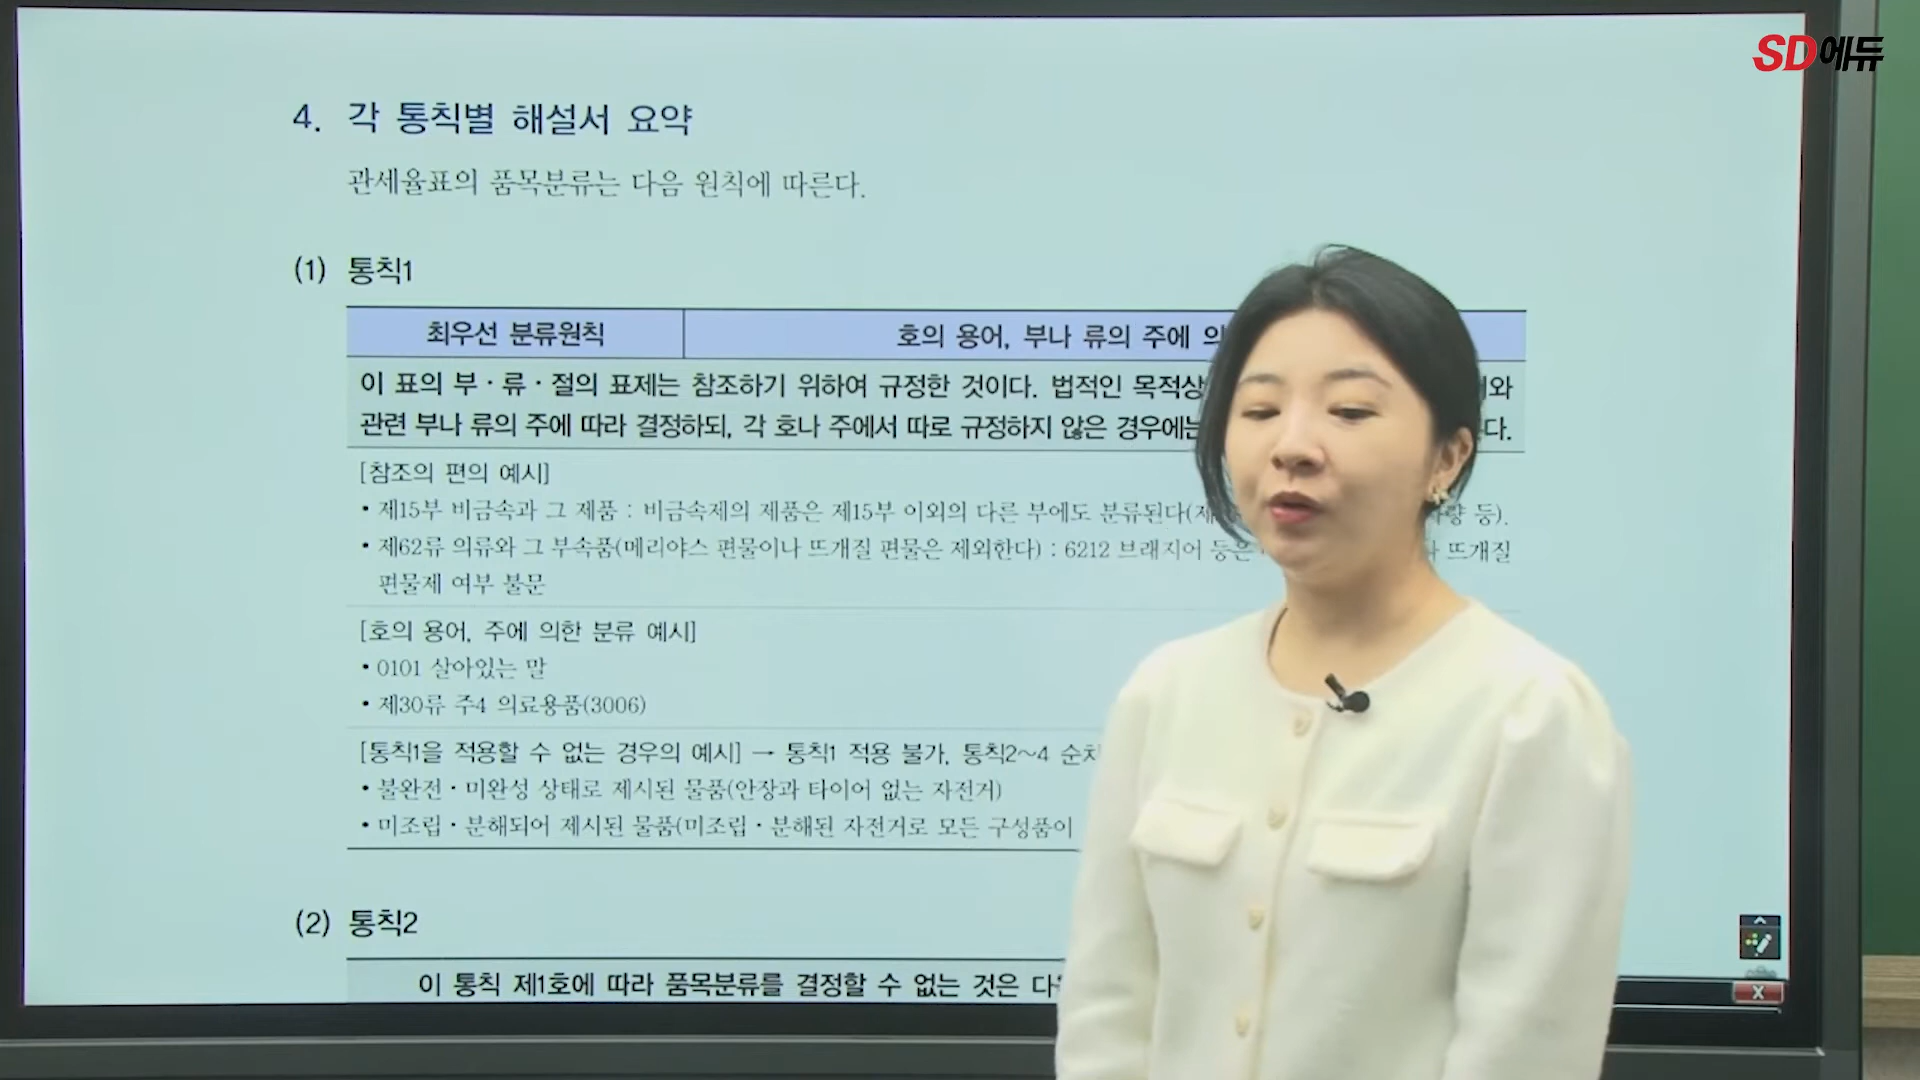 SD에듀
4. 각 통칙별 해설서 요약
관세율표의 품목분류는 다음 원칙에 따른다.
(1) 통칙1
최우선 분류원칙
호의 용어, 부나 류의 주에
이 표의 부·류·절의 표제는 참조하기 위하여 규정한 것이다. 법적인 목적상
관련 부나 류의 주에 따라 결정하되, 각 호나 주에서 따로 규정하지 않은 경우에는
[참조의 편의 예시]
• 제15부 비금속과 그 제품 : 비금속제의 제품은 제15부 이외의 다른 부에도 분류된다( 등).
• 제62류 의류와 그 부속품(메리야스 편물이나 뜨개질 편물은 제외한다) : 6212 브래지어 등은 뜨개질
편물제 여부 불문
[호의 용어, 주에 의한 분류 예시]
• 0101 살아있는 말
• 제30류 주4 의료용품(3006)
[통칙1을 적용할 수 없는 경우의 예시] → 통칙1 적용 불가, 통칙2~4
• 불완전·미완성 상태로 제시된 물품(안장과 타이어 없는 자전거)
• 미조립·분해되어 제시된 물품(미조립·분해된 자전거로 모든 구성품이
(2) 통칙2
이 통칙 제1호에 따라 품목분류를 결정할 수 없는 것은
X